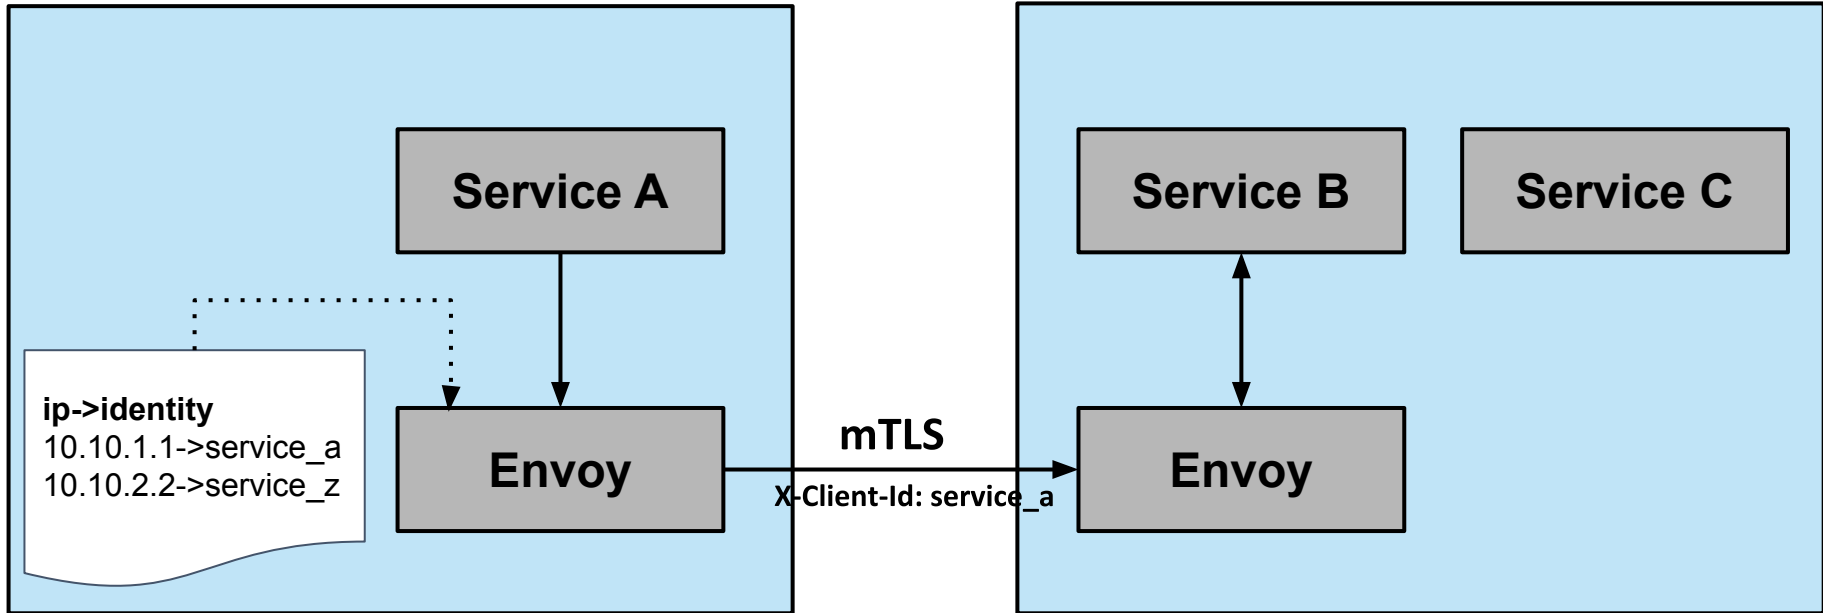 Service A
Service B
Service C
ip->identity
10.10.1.1->service_a
10.10.2.2->service_z
Envoy
mTLS
X-Client-Id: service_a
Envoy